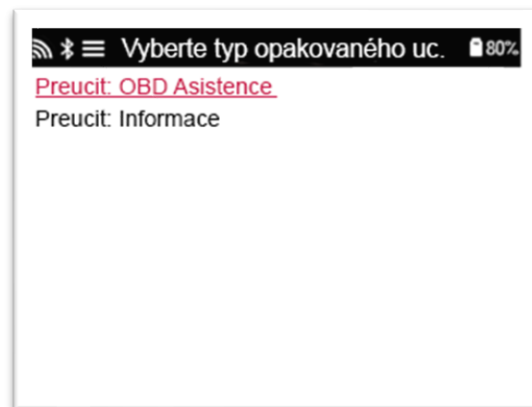 Vyberte typ opakovaného uc. 80%
Preucit: OBD Asistence
Preucit: Informace